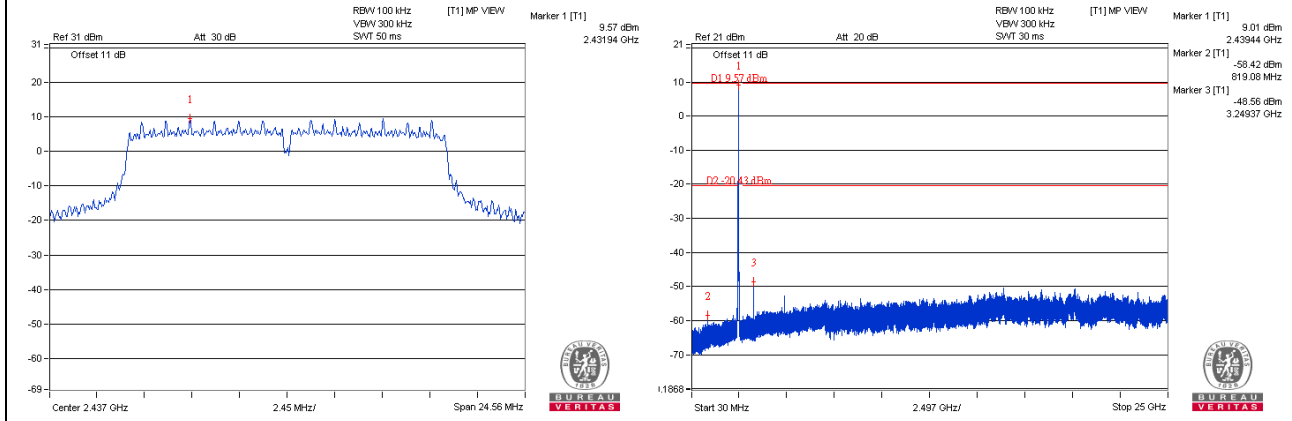 RBW 100 kHz
VBW 300 kHz
SWT 50 ms
[T1] MP VIEW
Ref 31 dBm
Att 30 dB
Marker 1 [T1]
9.57 dBm
2.43194 GHz
31
Offset 11 dB
20
10
0
-10
-20
-30
-40
-50
-60
-69
1
Center 2.437 GHz
2.45 MHz/
Span 24.56 MHz
BUREAU VERITAS
1828
BUREAU
VERITAS
RBW 100 kHz
VBW 300 kHz
SWT 30 ms
[T1] MP VIEW
Ref 21 dBm
Att 20 dB
Marker 1 [T1]
9.01 dBm
2.43944 GHz
Marker 2 [T1]
-58.42 dBm
819.08 MHz
Marker 3 [T1]
-48.56 dBm
3.24937 GHz
21
Offset 11 dB
1
D1 9.57 dBm
10
0
-10
D2 -20.43 dBm
-20
-30
-40
-50
-60
-70
3
2
Start 30 MHz
2.497 GHz/
Stop 25 GHz
BUREAU VERITAS
1828
BUREAU
VERITAS